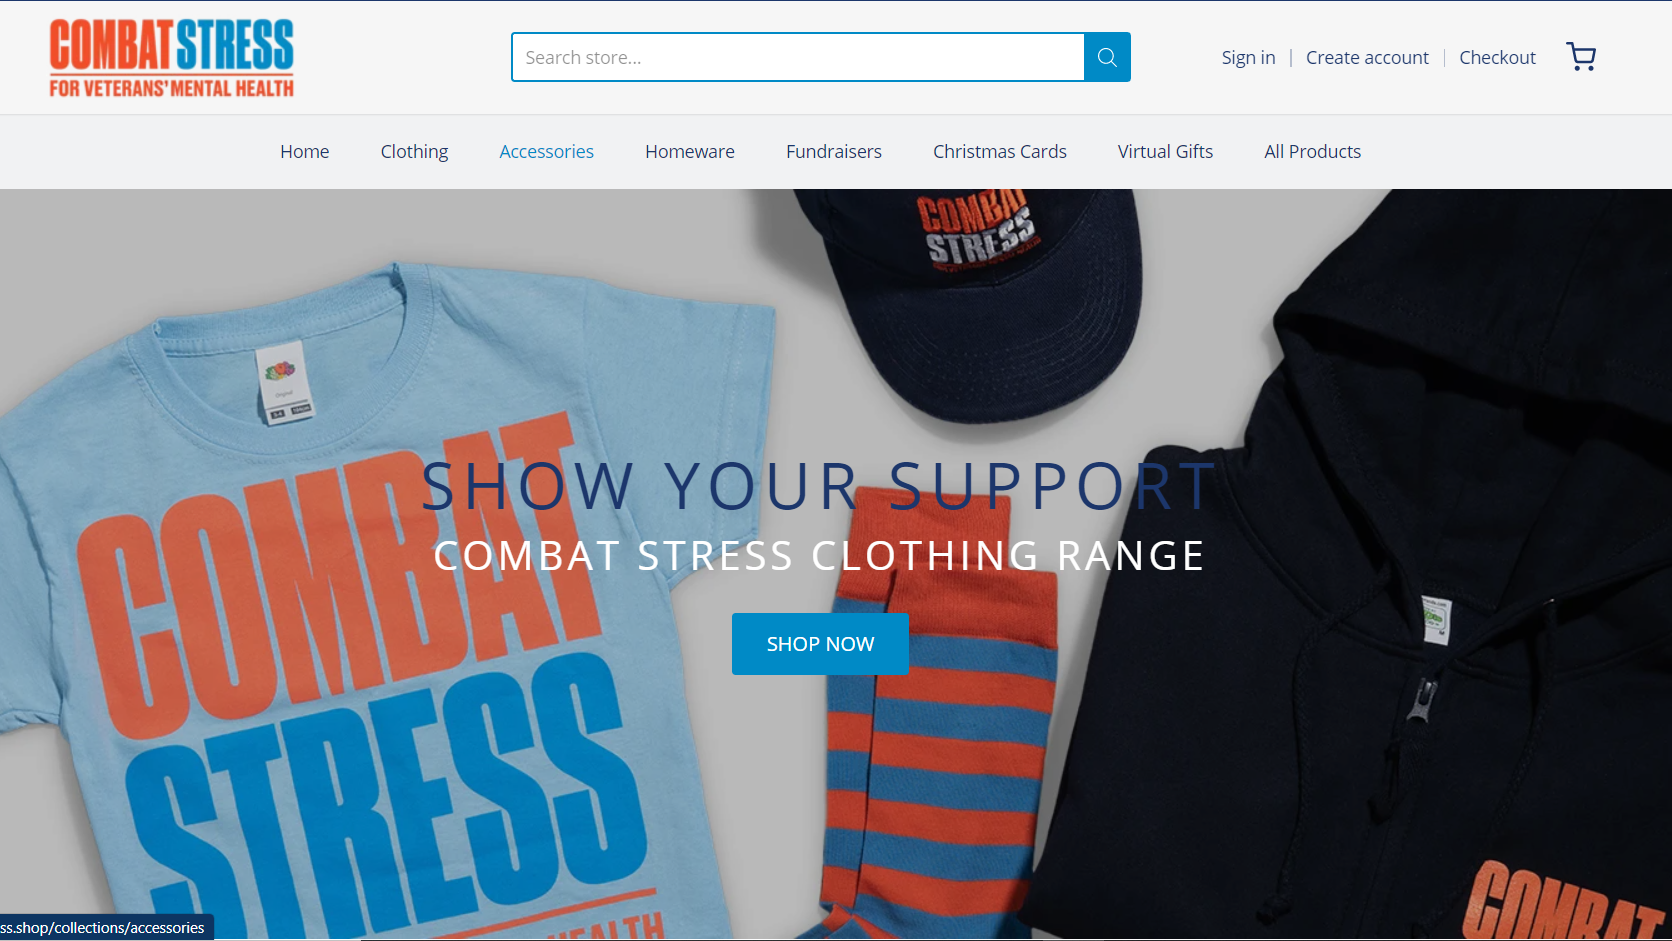 COMBAT STRESS
FOR VETERANS' MENTAL HEALTH
Search store...
Sign in
Create account
Checkout
Home
Clothing
Accessories
Homeware
Fundraisers
Christmas Cards
Virtual Gifts
All Products
COMBAT
STRESS
Original
COMBAT
STRESS
HEALTH
SHOW YOUR SUPPORT
COMBAT STRESS CLOTHING RANGE
SHOP NOW
COMBAT
ss.shop/collections/accessories